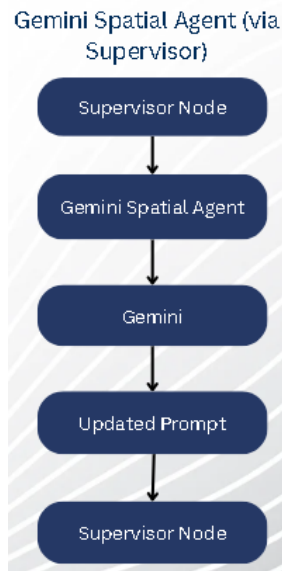 Gemini Spatial Agent (via
Supervisor)
Supervisor Node
Gemini Spatial Agent
Gemini
Updated Prompt
Supervisor Node